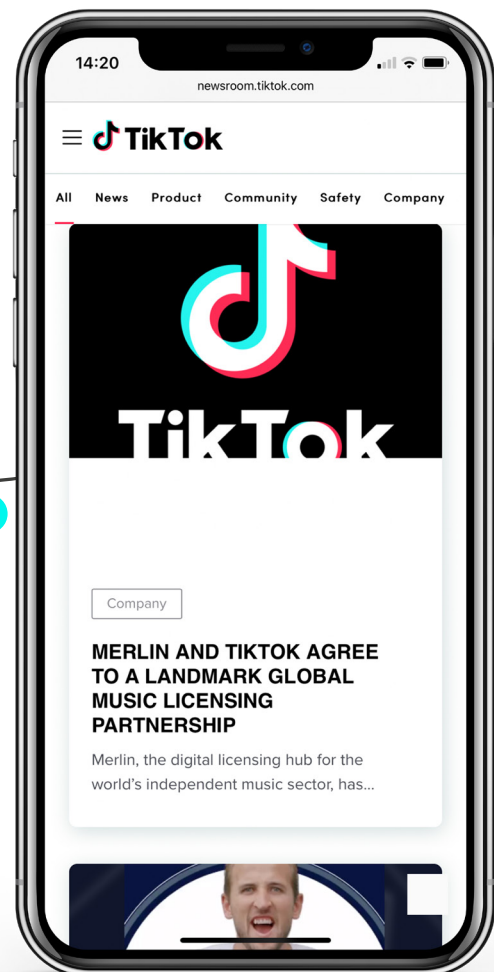 14:20
newsroom.tiktok.com
TikTok
All News Product Community Safety Company
TikTok
Company
MERLIN AND TIKTOK AGREE
TO A LANDMARK GLOBAL
MUSIC LICENSING
PARTNERSHIP
Merlin, the digital licensing hub for the
world's independent music sector, has...